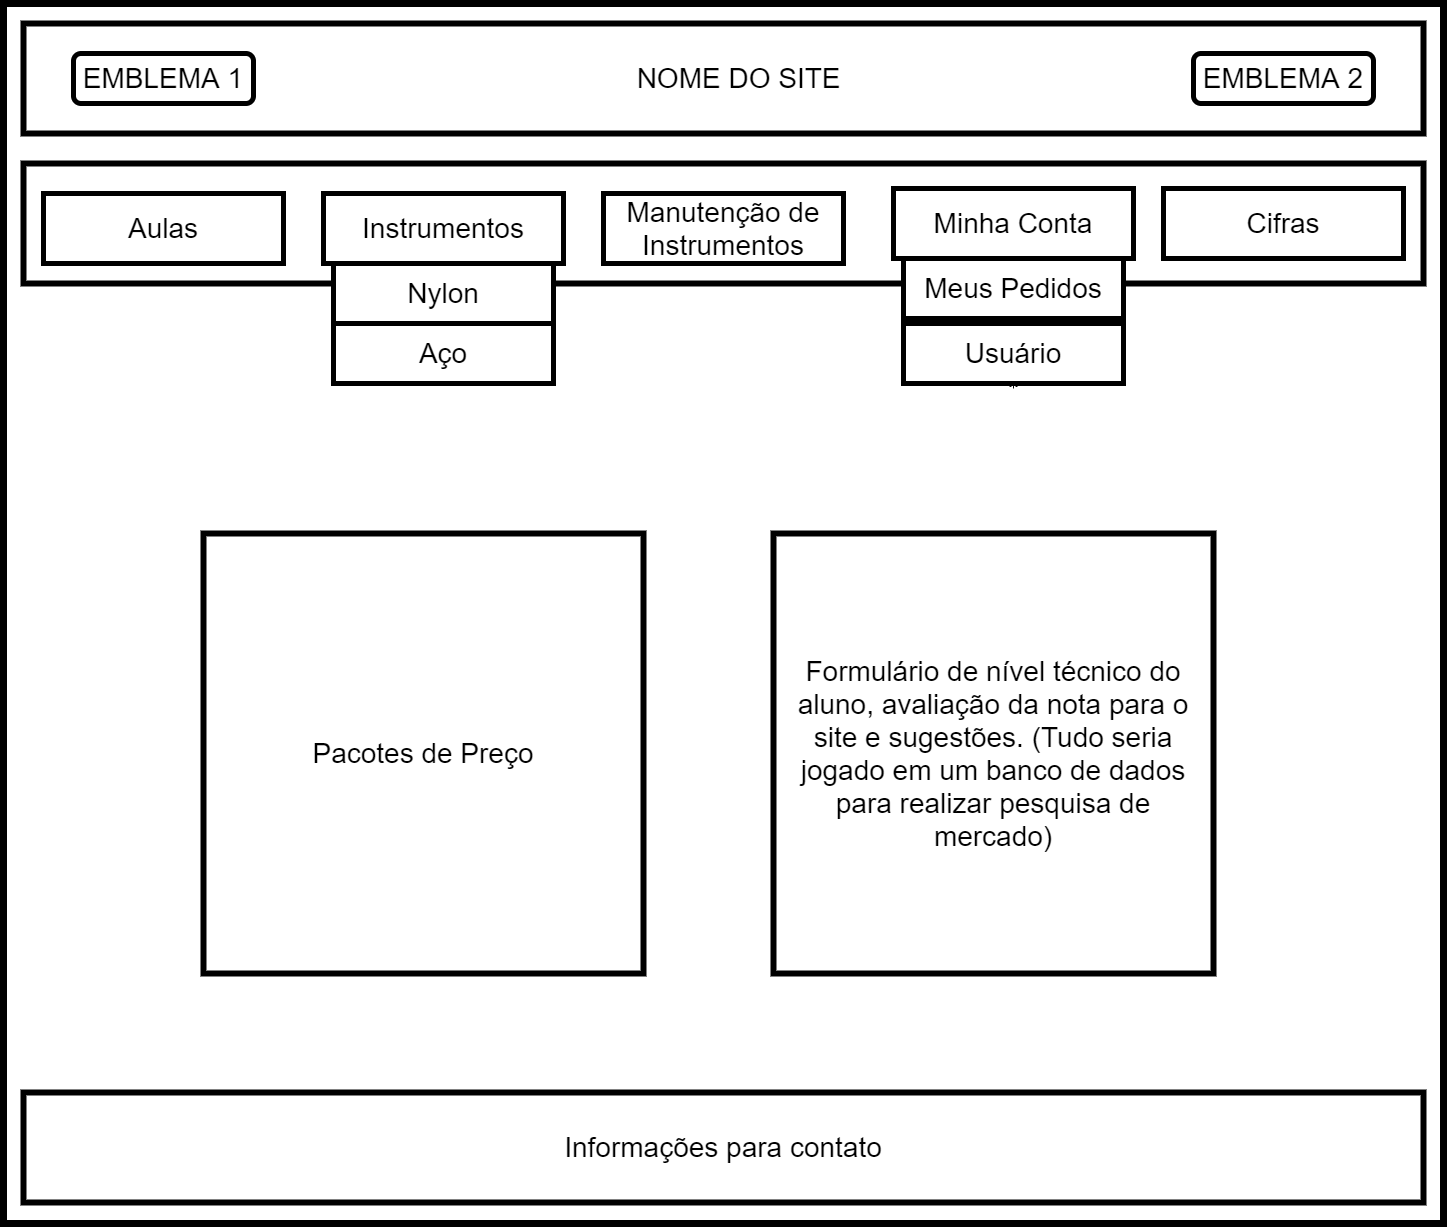 EMBLEMA 1
NOME DO SITE
EMBLEMA 2
Aulas
Instrumentos
Manutenção de
Instrumentos
Minha Conta
Cifras
Nylon
Aço
Meus Pedidos
Usuário
*
Pacotes de Preço
Formulário de nível técnico do
aluno, avaliação da nota para o
site e sugestões. (Tudo seria
jogado em um banco de dados
para realizar pesquisa de
mercado)
Informações para contato